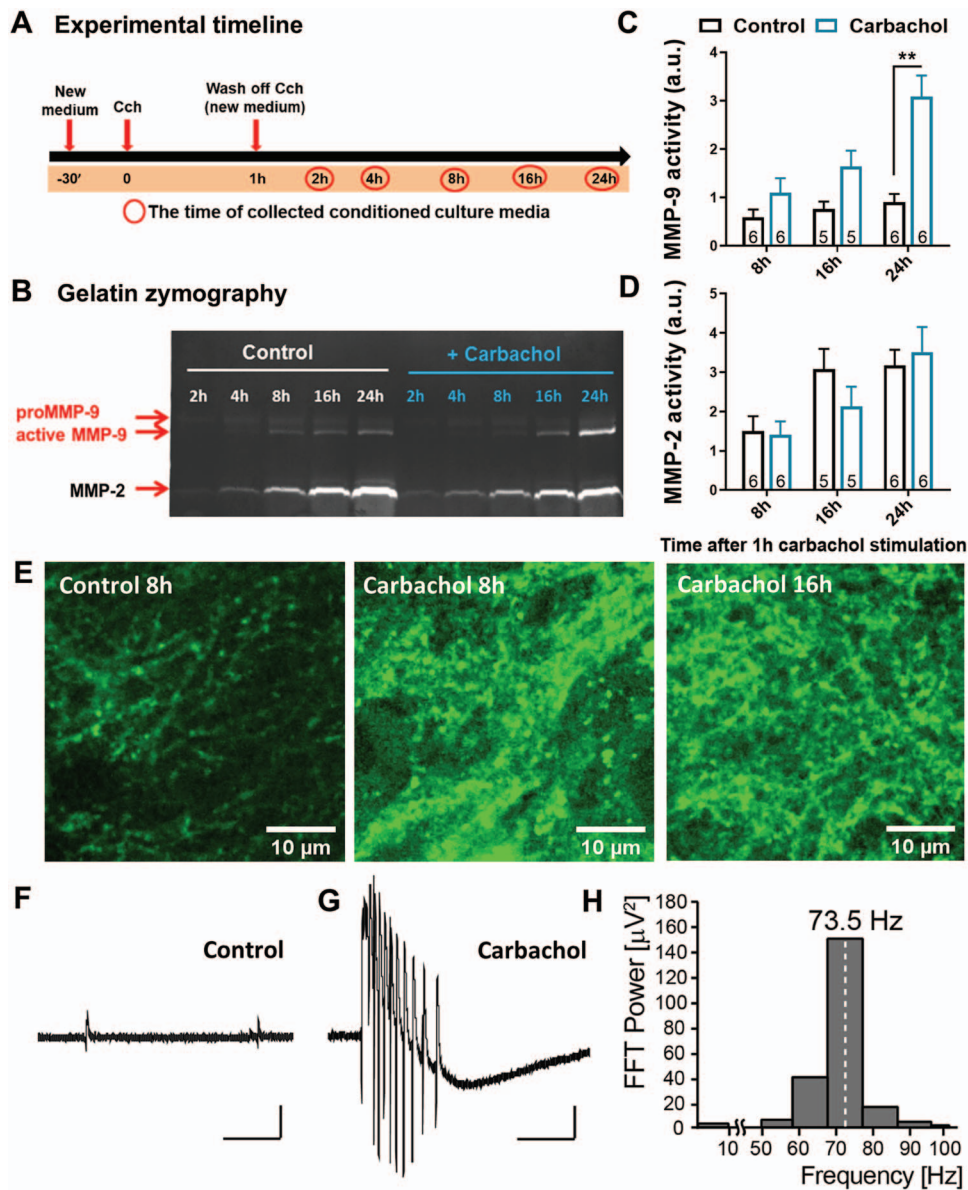 A Experimental timeline
New medium
Cch
Wash off Cch (new medium)
-30′ 0 1h 2h 4h 8h 16h 24h
The time of collected conditioned culture media
B Gelatin zymography
Control + Carbachol
2h 4h 8h 16h 24h 2h 4h 8h 16h 24h
proMMP-9
active MMP-9
MMP-2
C Control Carbachol
MMP-9 activity (a.u.)
4
3
2
1
0
**
6 6 5 5 6 6
8h 16h 24h
D
MMP-2 activity (a.u.)
5
4
3
2
1
0
6 6 5 5 6 6
8h 16h 24h
Time after 1h carbachol stimulation
E
Control 8h
10 µm
Carbachol 8h
10 µm
Carbachol 16h
10 µm
F
Control
G
Carbachol
H
FFT Power [µV²]
180
160
140
120
100
80
60
40
20
0
73.5 Hz
10 50 60 70 80 90 100
Frequency [Hz]